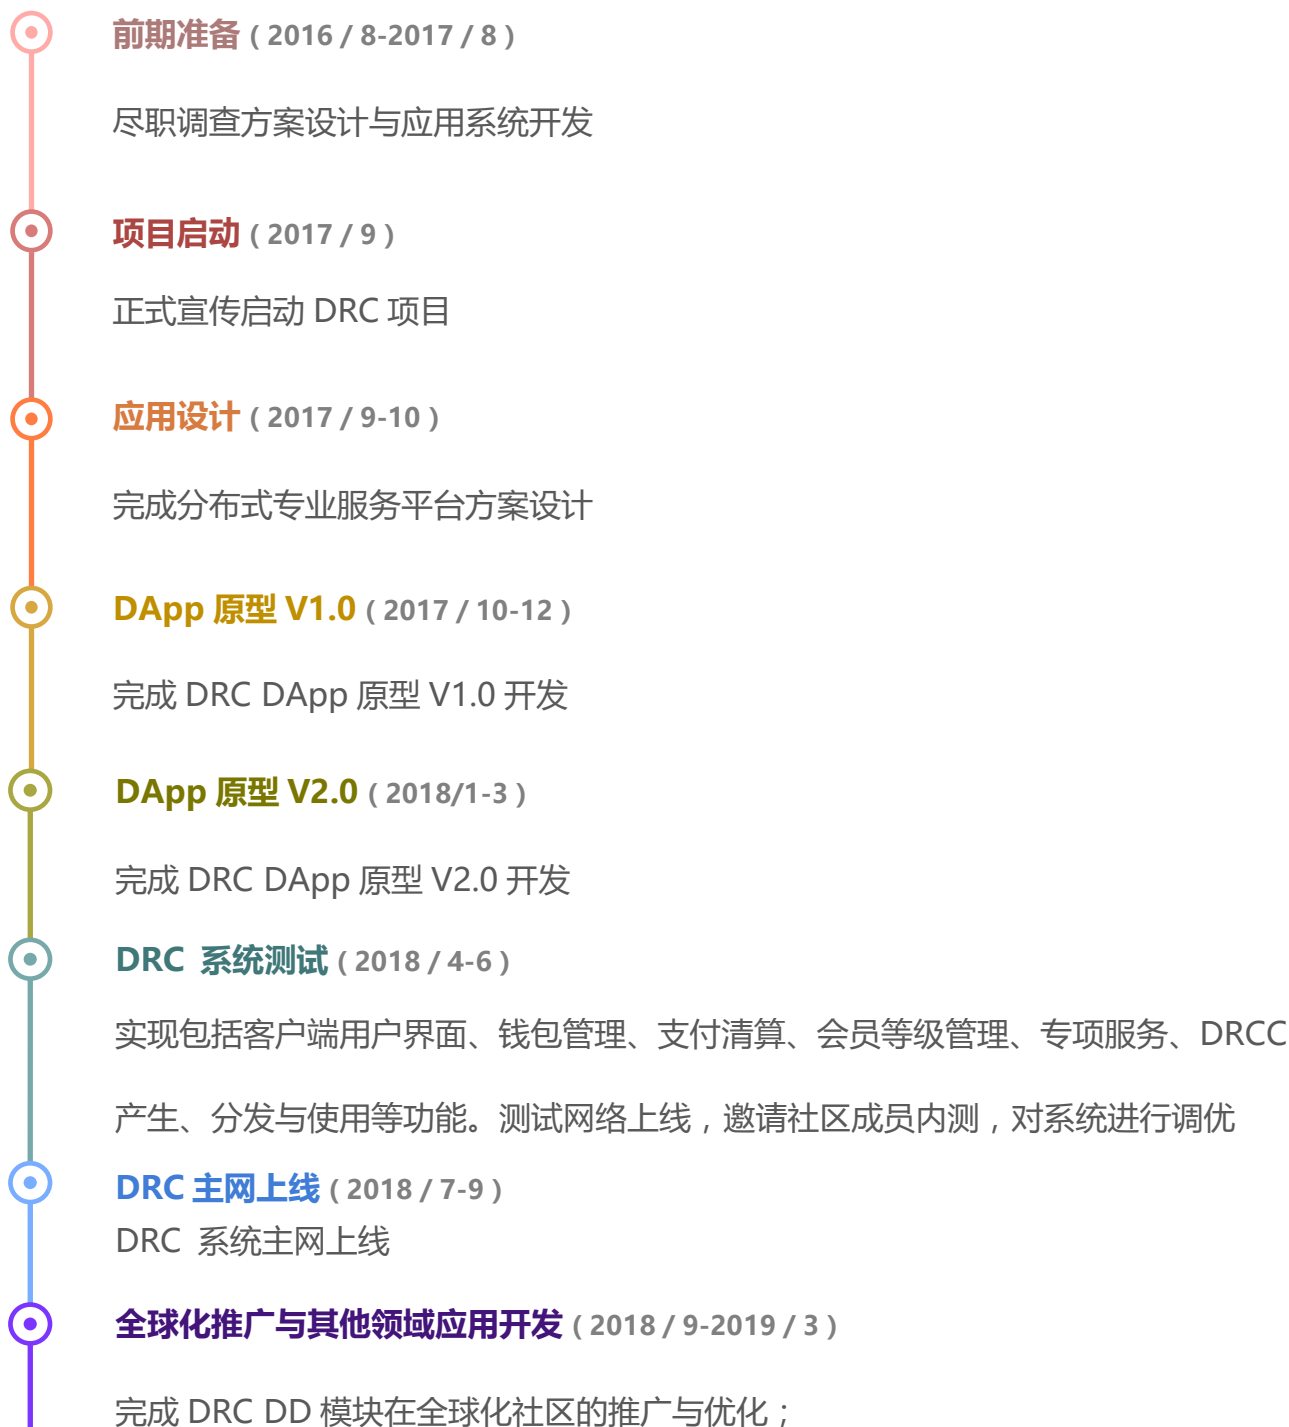 前期准备（2016 / 8-2017 / 8）
尽职调查方案设计与应用系统开发
项目启动（2017 / 9）
正式宣传启动 DRC 项目
应用设计（2017 / 9-10）
完成分布式专业服务平台方案设计
DApp 原型 V1.0（2017 / 10-12）
完成 DRC DApp 原型 V1.0 开发
DApp 原型 V2.0（2018/1-3）
完成 DRC DApp 原型 V2.0 开发
DRC 系统测试（2018 / 4-6）
实现包括客户端用户界面、钱包管理、支付清算、会员等级管理、专项服务、DRCC
产生、分发与使用等功能。测试网络上线，邀请社区成员内测，对系统进行调优
DRC 主网上线（2018 / 7-9）
DRC 系统主网上线
全球化推广与其他领域应用开发（2018 / 9-2019 / 3）
完成 DRC DD 模块在全球化社区的推广与优化；